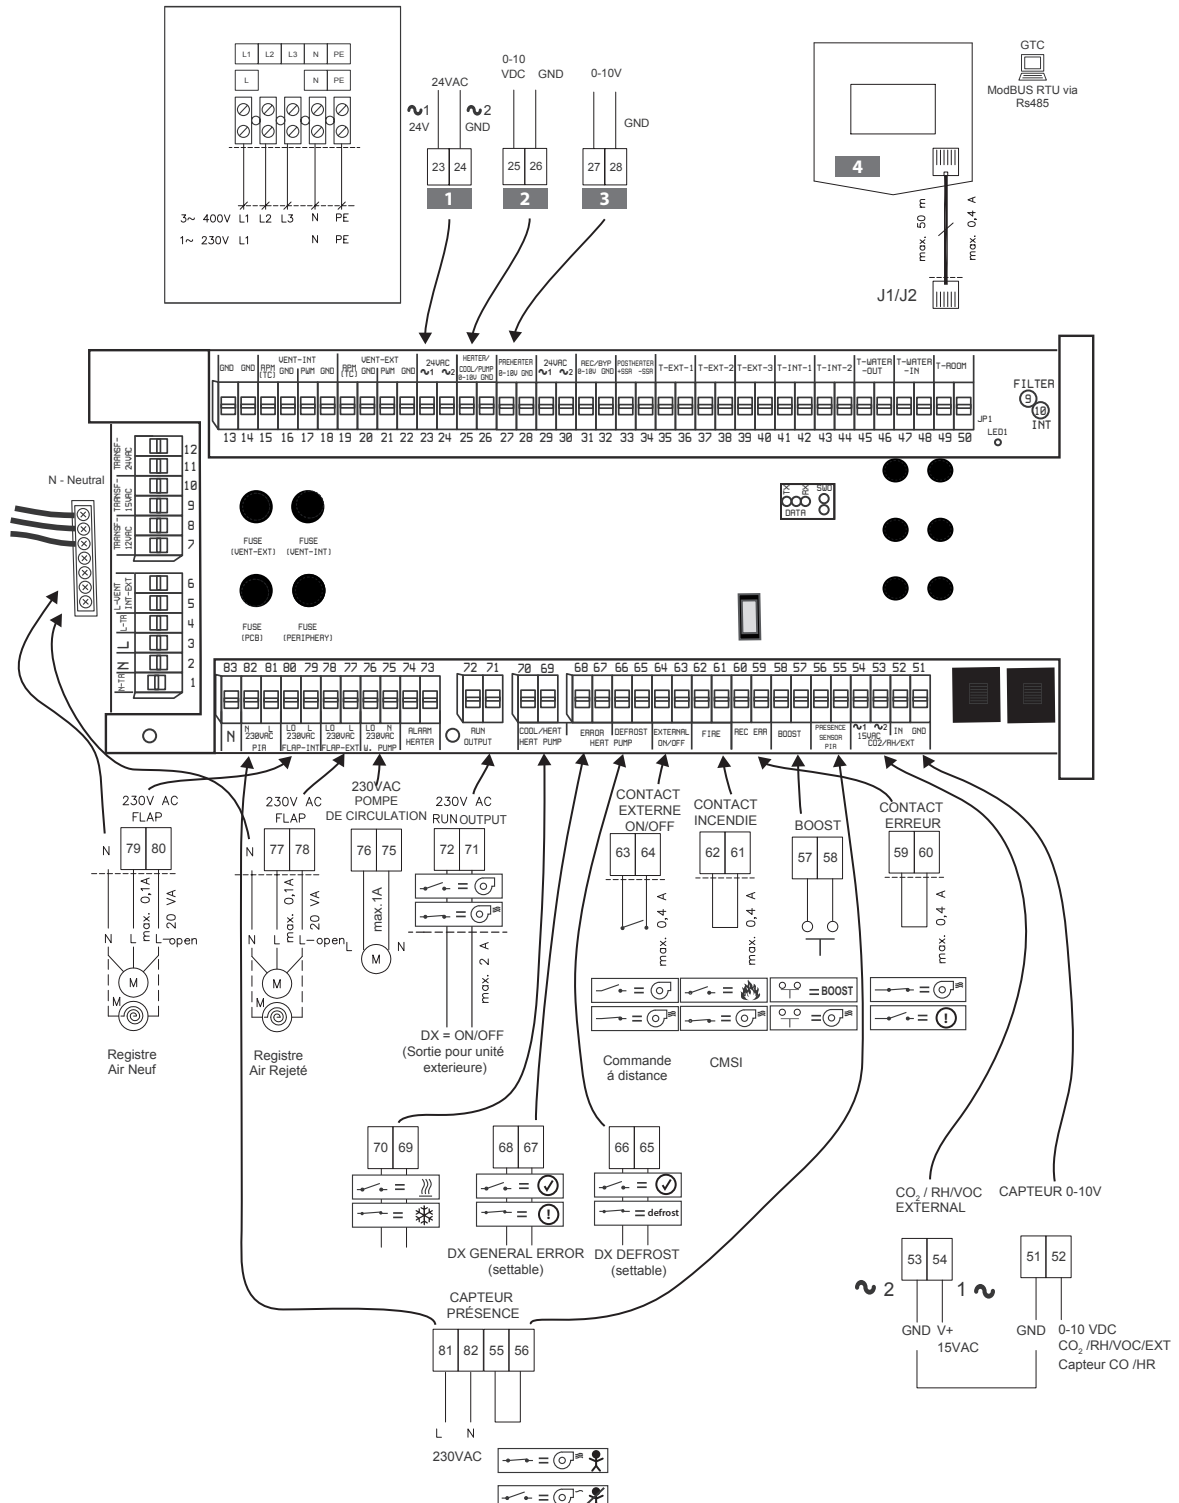 L1 L2 L3 N PE
L N PE
3~ 400V L1 L2 L3 N PE
1~ 230V L1 N PE
24VAC
1 2
24V GND
23 24
1
0-10
VDC GND
25 26
2
0-10V
GND
27 28
3
4
max. 50 m
max. 0,4 A
J1/J2
GTC
ModBUS RTU via
Rs485
VENT-INT VENT-EXT 24VAC HEATER/ PREHEATER 24VAC REC/BYP POSTHEATER T-EXT-1 T-EXT-2 T-EXT-3 T-INT-1 T-INT-2 T-WATER T-WATER T-ROOM
GND GND RPM GND PWM GND RPM GND PWM GND 1 2 COOL/PUMP 0-10V GND 1 2 0-10V GND +SSR -SSR -OUT -IN
(TC) (TC) 0-10V GND
13 14 15 16 17 18 19 20 21 22 23 24 25 26 27 28 29 30 31 32 33 34 35 36 37 38 39 40 41 42 43 44 45 46 47 48 49 50
JP1
LED1
FILTER
9
10
INT
N - Neutral
TRANSF-
24VAC
12
11
TRANSF-
15VAC
10
9
TRANSF-
12VAC
8
7
L-VENT
INT-EXT
6
5
L-TR
4
L
3
N
2
N-TR
1
FUSE
(VENT-EXT)
FUSE
(VENT-INT)
FUSE
(PCB)
FUSE
(PERIPHERY)
TX RX SWD
DATA
83 82 81 80 79 78 77 76 75 74 73 72 71 70 69 68 67 66 65 64 63 62 61 60 59 58 57 56 55 54 53 52 51
N
N L
230VAC
PIA
LO L
230VAC
FLAP-INT
LO L
230VAC
FLAP-EXT
LO N
230VAC
W. PUMP
ALARM
HEATER
RUN
OUTPUT
COOL/HEAT
HEAT PUMP
ERROR DEFROST
HEAT PUMP
EXTERNAL
ON/OFF
FIRE
REC ERR
BOOST
PRESENCE
SENSOR
PIR
1 2 IN GND
15VAC
CO2/RH/EXT
230V AC
FLAP
N 79 80
max. 0,1A
20 VA
N L L-open
M
M
Registre
Air Neuf
230V AC
FLAP
N 77 78
max. 0,1A
20 VA
N L L-open
M
M
Registre
Air Rejeté
230VAC
POMPE
DE CIRCULATION
76 75
max.1A
L N
M
230V AC
RUN OUTPUT
72 71
=
=
max. 2 A
DX = ON/OFF
(Sortie pour unité
exterieure)
CONTACT
EXTERNE
ON/OFF
63 64
max. 0,4 A
=
=
Commande
á distance
CONTACT
INCENDIE
62 61
max. 0,4 A
=
=
CMSI
BOOST
57 58
=BOOST
=
CONTACT
ERREUR
59 60
max. 0,4 A
=
= !
70 69
=
=
68 67
=
= !
DX GENERAL ERROR
(settable)
66 65
=
= defrost
DX DEFROST
(settable)
CAPTEUR
PRÉSENCE
81 82 55 56
L N
230VAC
=
=
CO2 / RH/VOC
EXTERNAL
53 54
2 1
GND V+
15VAC
CAPTEUR 0-10V
51 52
GND 0-10 VDC
CO2 /RH/VOC/EXT
Capteur CO /HR